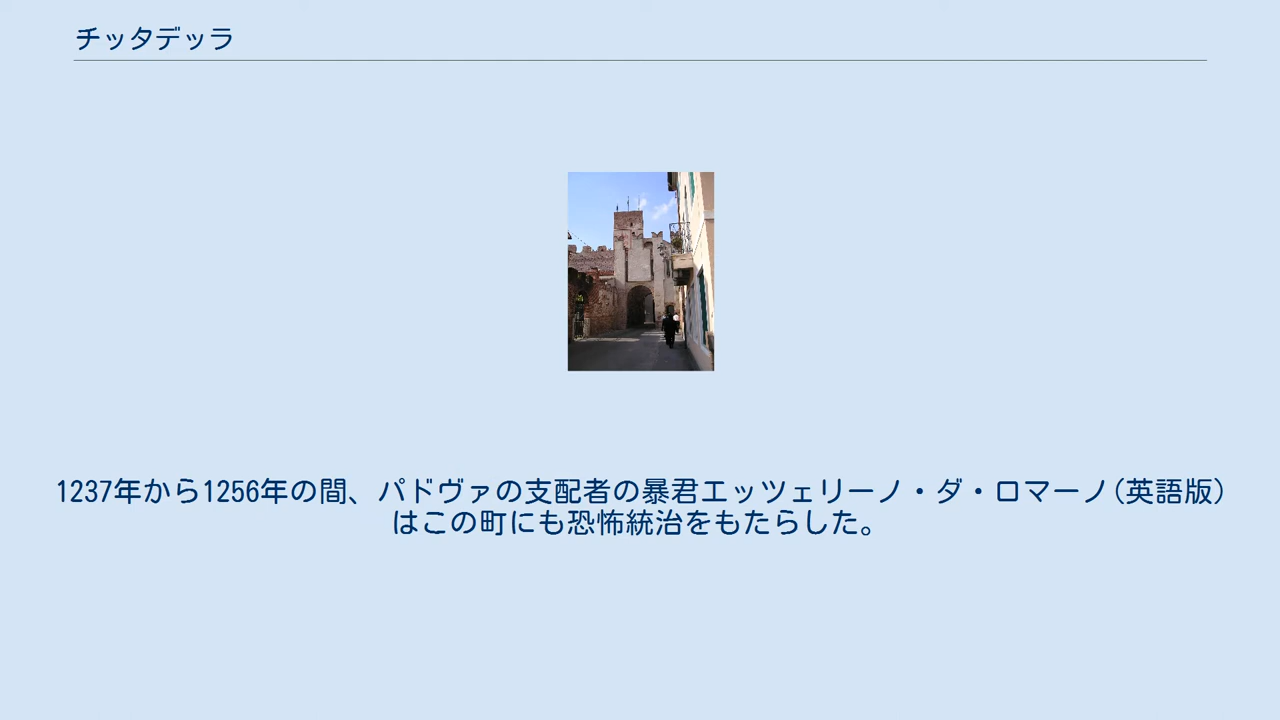 チッタデッラ
1237年から1256年の間、パドヴァの支配者の暴君エッツェリーノ・ダ・ロマーノ(英語版)
はこの町にも恐怖統治をもたらした。